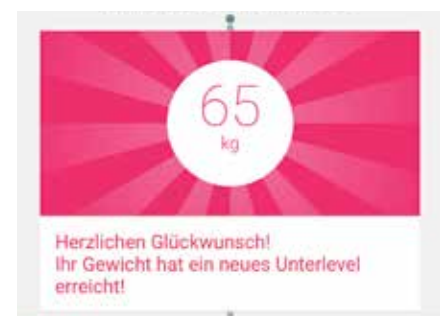 65
kg
Herzlichen Glückwunsch!
Ihr Gewicht hat ein neues Unterlevel
erreicht!